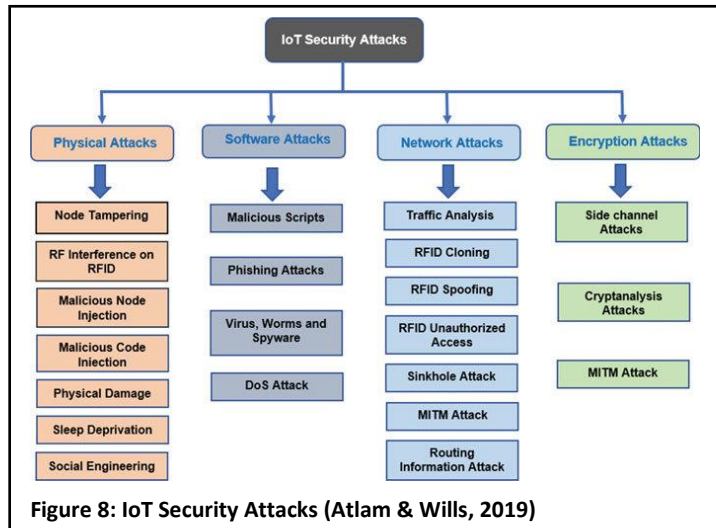 IoT Security Attacks
Physical Attacks
Node Tampering
RF Interference on
RFID
Malicious Node
Injection
Malicious Code
Injection
Physical Damage
Sleep Deprivation
Social Engineering
Software Attacks
Malicious Scripts
Phishing Attacks
Virus, Worms and
Spyware
DoS Attack
Network Attacks
Traffic Analysis
RFID Cloning
RFID Spoofing
RFID Unauthorized
Access
Sinkhole Attack
MITM Attack
Routing
Information Attack
Encryption Attacks
Side channel
Attacks
Cryptanalysis
Attacks
MITM Attack
Figure 8: IoT Security Attacks (Atlam & Wills, 2019)